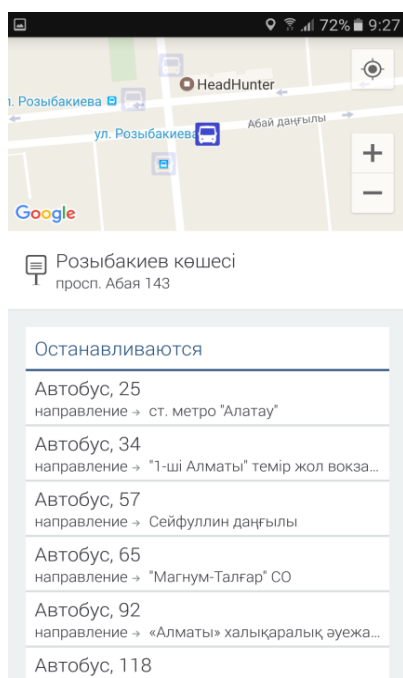 72% 9:27
HeadHunter
л. Розыбакиева
Абай даңғылы
ул. Розыбакиева
+
−
Google
Розыбакиев көшесі
просп. Абая 143
Останавливаются
Автобус, 25
направление → ст. метро "Алатау"
Автобус, 34
направление → "1-ші Алматы" темір жол вокза...
Автобус, 57
направление → Сейфуллин даңғылы
Автобус, 65
направление → "Магнум-Талғар" СО
Автобус, 92
направление → «Алматы» халықаралық әуежа...
Автобус, 118